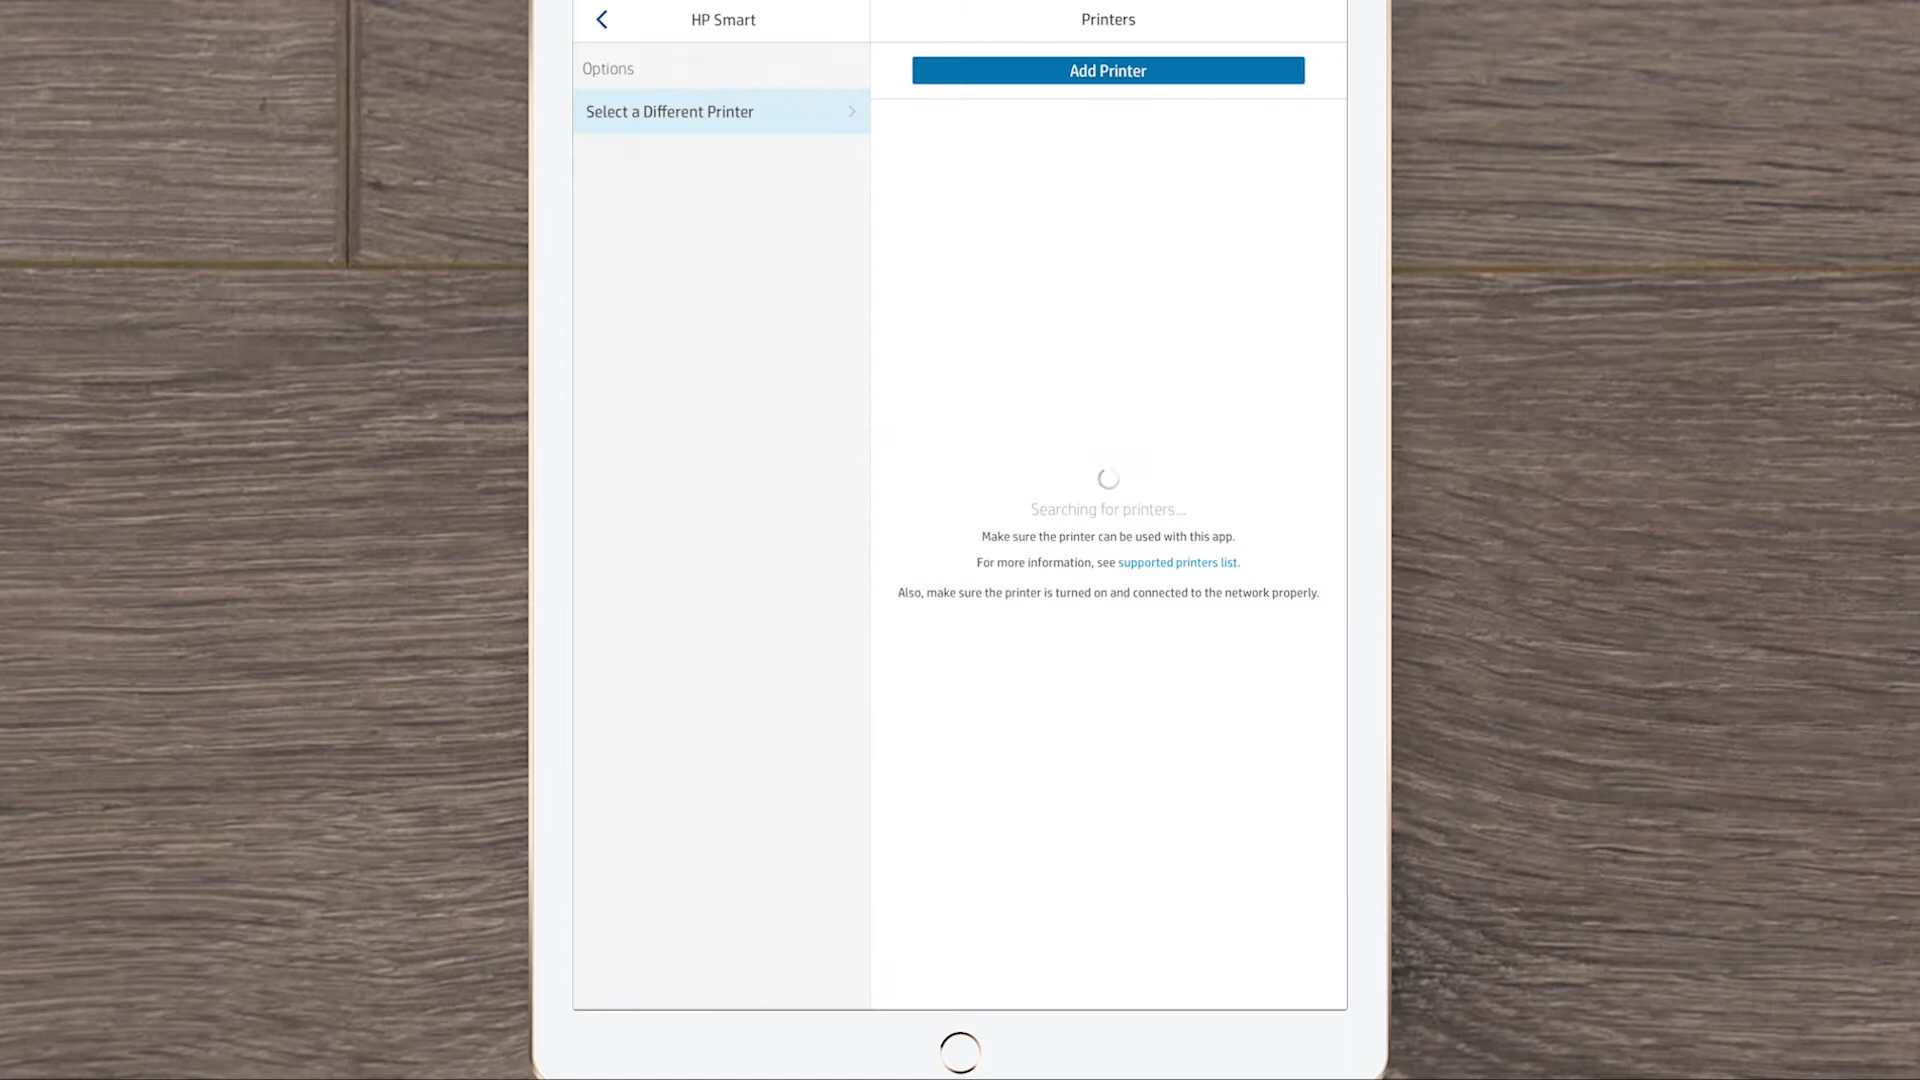 HP Smart
Printers
Options
Add Printer
Select a Different Printer
Searching for printers...
Make sure the printer can be used with this app.
For more information, see supported printers list.
Also, make sure the printer is turned on and connected to the network properly.